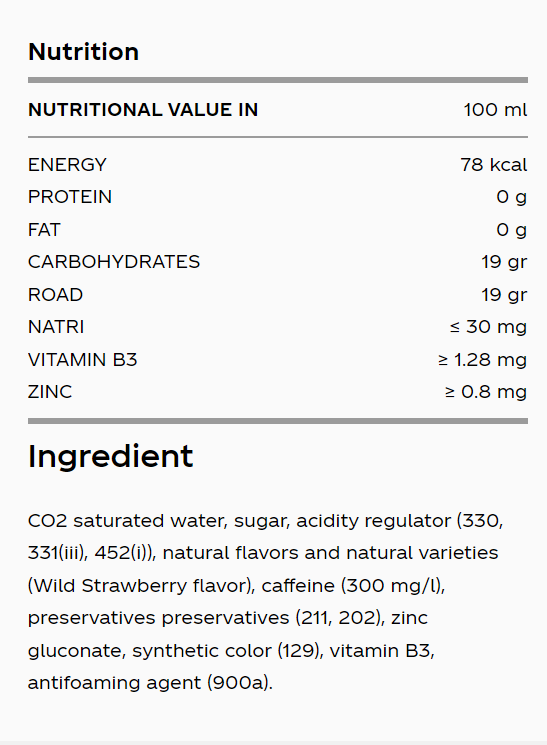 Nutrition
NUTRITIONAL VALUE IN 100 ml
ENERGY 78 kcal
PROTEIN 0 g
FAT 0 g
CARBOHYDRATES 19 gr
ROAD 19 gr
NATRI ≤ 30 mg
VITAMIN B3 ≥ 1.28 mg
ZINC ≥ 0.8 mg
Ingredient
CO2 saturated water, sugar, acidity regulator (330,
331(iii), 452(i)), natural flavors and natural varieties
(Wild Strawberry flavor), caffeine (300 mg/l),
preservatives preservatives (211, 202), zinc
gluconate, synthetic color (129), vitamin B3,
antifoaming agent (900a).